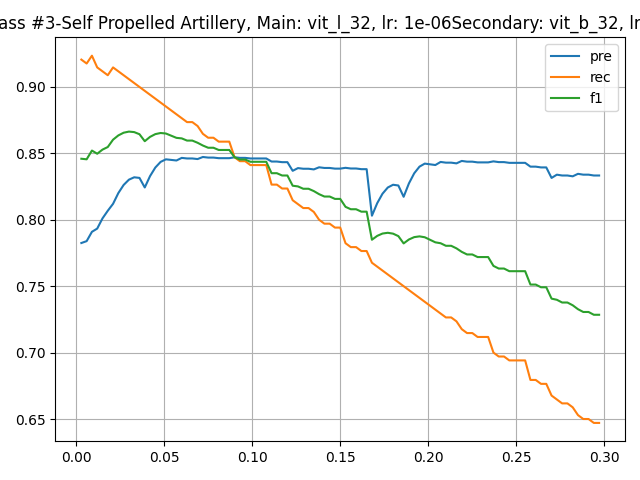 ass #3-Self Propelled Artillery, Main: vit_l_32, lr: 1e-06Secondary: vit_b_32, lr
pre
rec
f1
0.90
0.85
0.80
0.75
0.70
0.65
0.00 0.05 0.10 0.15 0.20 0.25 0.30